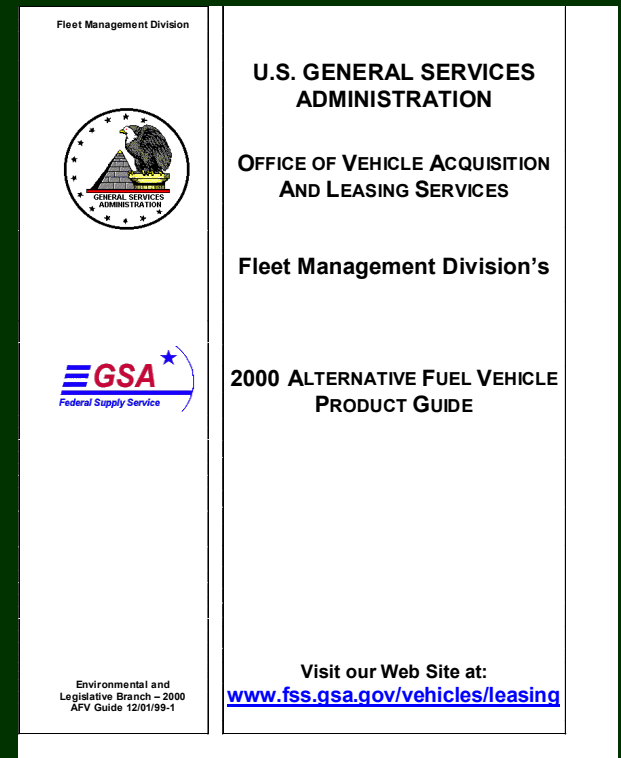 Fleet Management Division
GENERAL SERVICES
ADMINISTRATION
GSA
Federal Supply Service
Environmental and
Legislative Branch – 2000
AFV Guide 12/01/99-1
U.S. GENERAL SERVICES
ADMINISTRATION
OFFICE OF VEHICLE ACQUISITION
AND LEASING SERVICES
Fleet Management Division’s
2000 ALTERNATIVE FUEL VEHICLE
PRODUCT GUIDE
Visit our Web Site at:
www.fss.gsa.gov/vehicles/leasing